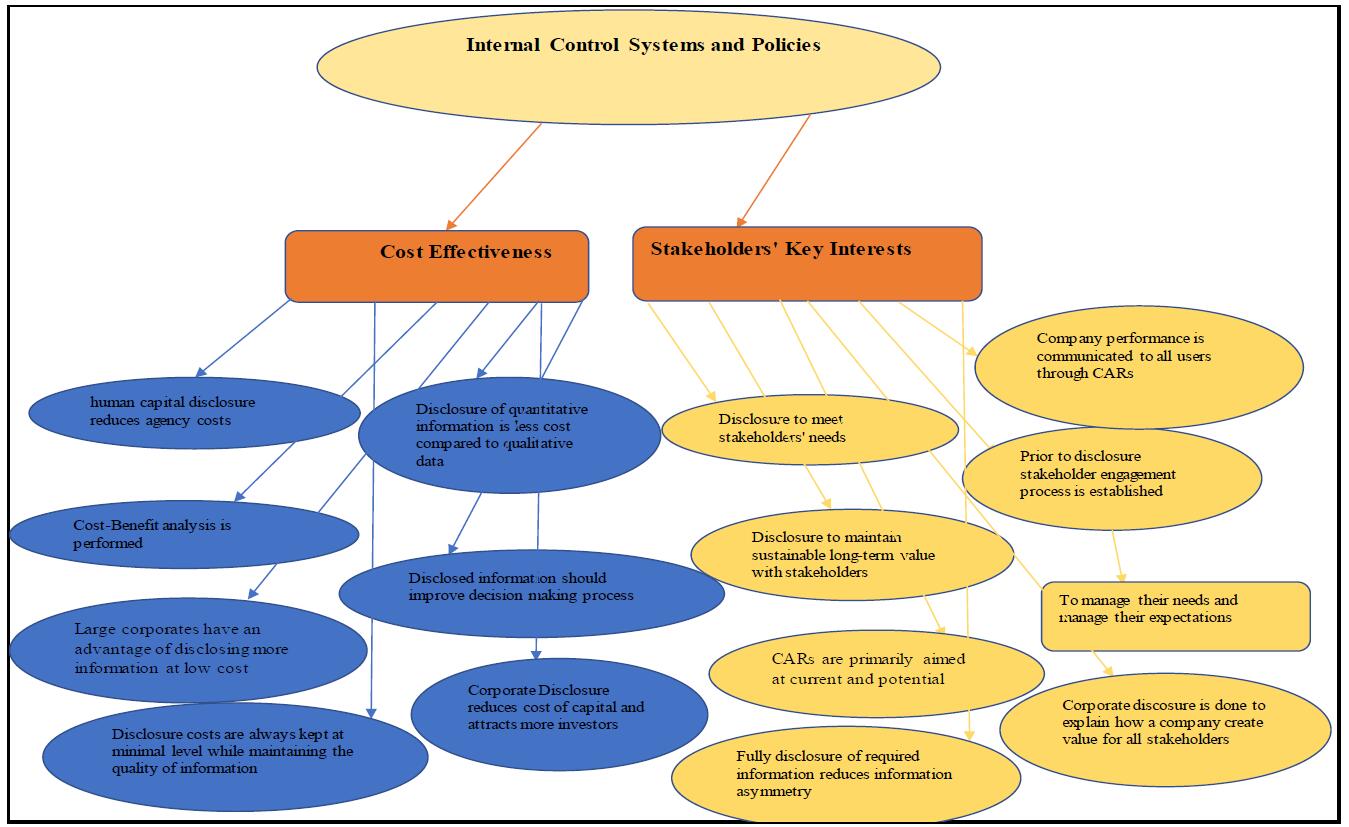 Internal Control Systems and Policies
Cost Effectiveness
Stakeholders' Key Interests
human capital disclosure
reduces agency costs
Disclosure of quantitative
information is less cost
compared to qualitative
data
Cost-Benefit analysis is
performed
Disclosed information should
improve decision making process
Large corporates have an
advantage of disclosing more
information at low cost
Corporate Disclosure
reduces cost of capital and
attracts more investors
Disclosure costs are always kept at
minimal level while maintaining the
quality of information
Company performance is
communicated to all users
through CARs
Disclosure to meet
stakeholders' needs
Prior to disclosure
stakeholder engagement
process is established
Disclosure to maintain
sustainable long-term value
with stakeholders
To manage their needs and
manage their expectations
CARs are primarily aimed
at current and potential
Corporate discosure is done to
explain how a company create
value for all stakeholders
Fully disclosure of required
information reduces information
asymmetry